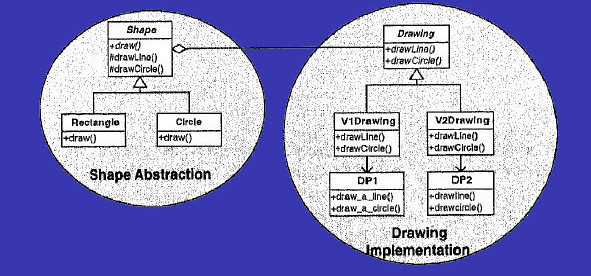 Shape
+draw()
#drawLine()
#drawCircle()
Rectangle
+draw()
Circle
+draw()
Shape Abstraction
Drawing
+drawLine()
+drawCircle()
V1Drawing
+drawLine()
+drawCircle()
V2Drawing
+drawLine()
+drawCircle()
DP1
+draw_a_line()
+draw_a_circle()
DP2
+drawline()
+drawcircle()
Drawing
Implementation